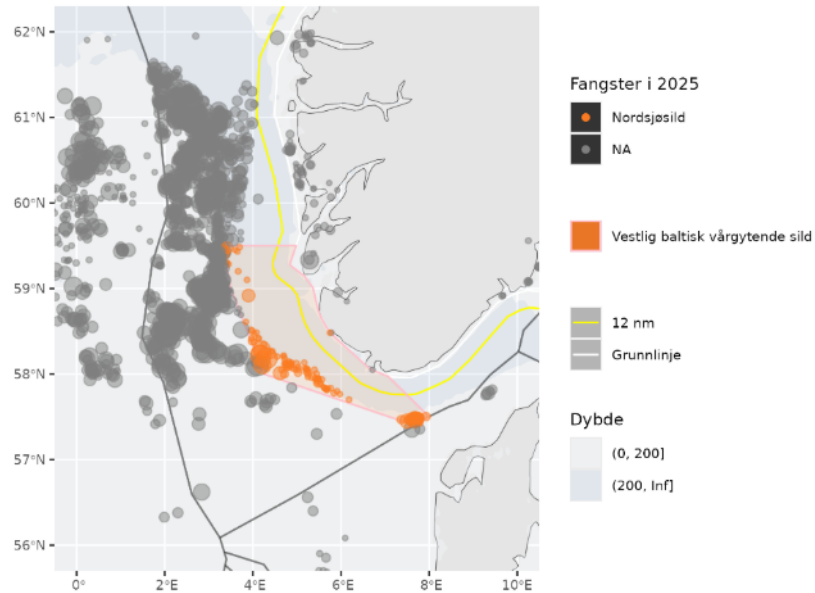 62°N
61°N
60°N
59°N
58°N
57°N
56°N
0°
2°E
4°E
6°E
8°E
10°E
Fangster i 2025
Nordsjøsild
NA
Vestlig baltisk vårgytende sild
12 nm
Grunnlinje
Dybde
(0, 200]
(200, Inf]